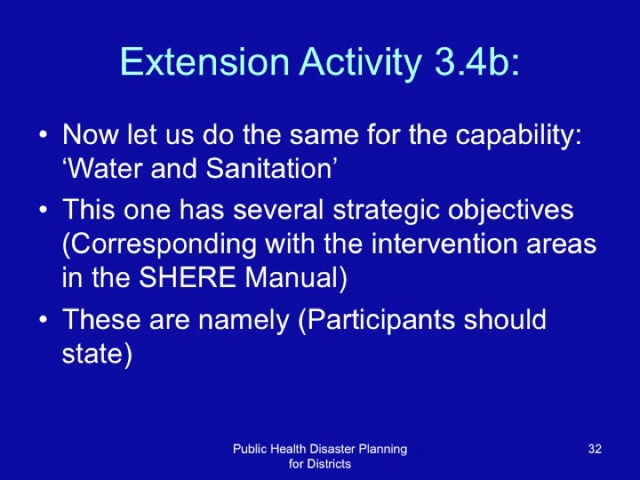 Extension Activity 3.4b:
• Now let us do the same for the capability:
‘Water and Sanitation’
• This one has several strategic objectives
(Corresponding with the intervention areas
in the SHERE Manual)
• These are namely (Participants should
state)
Public Health Disaster Planning
for Districts
32